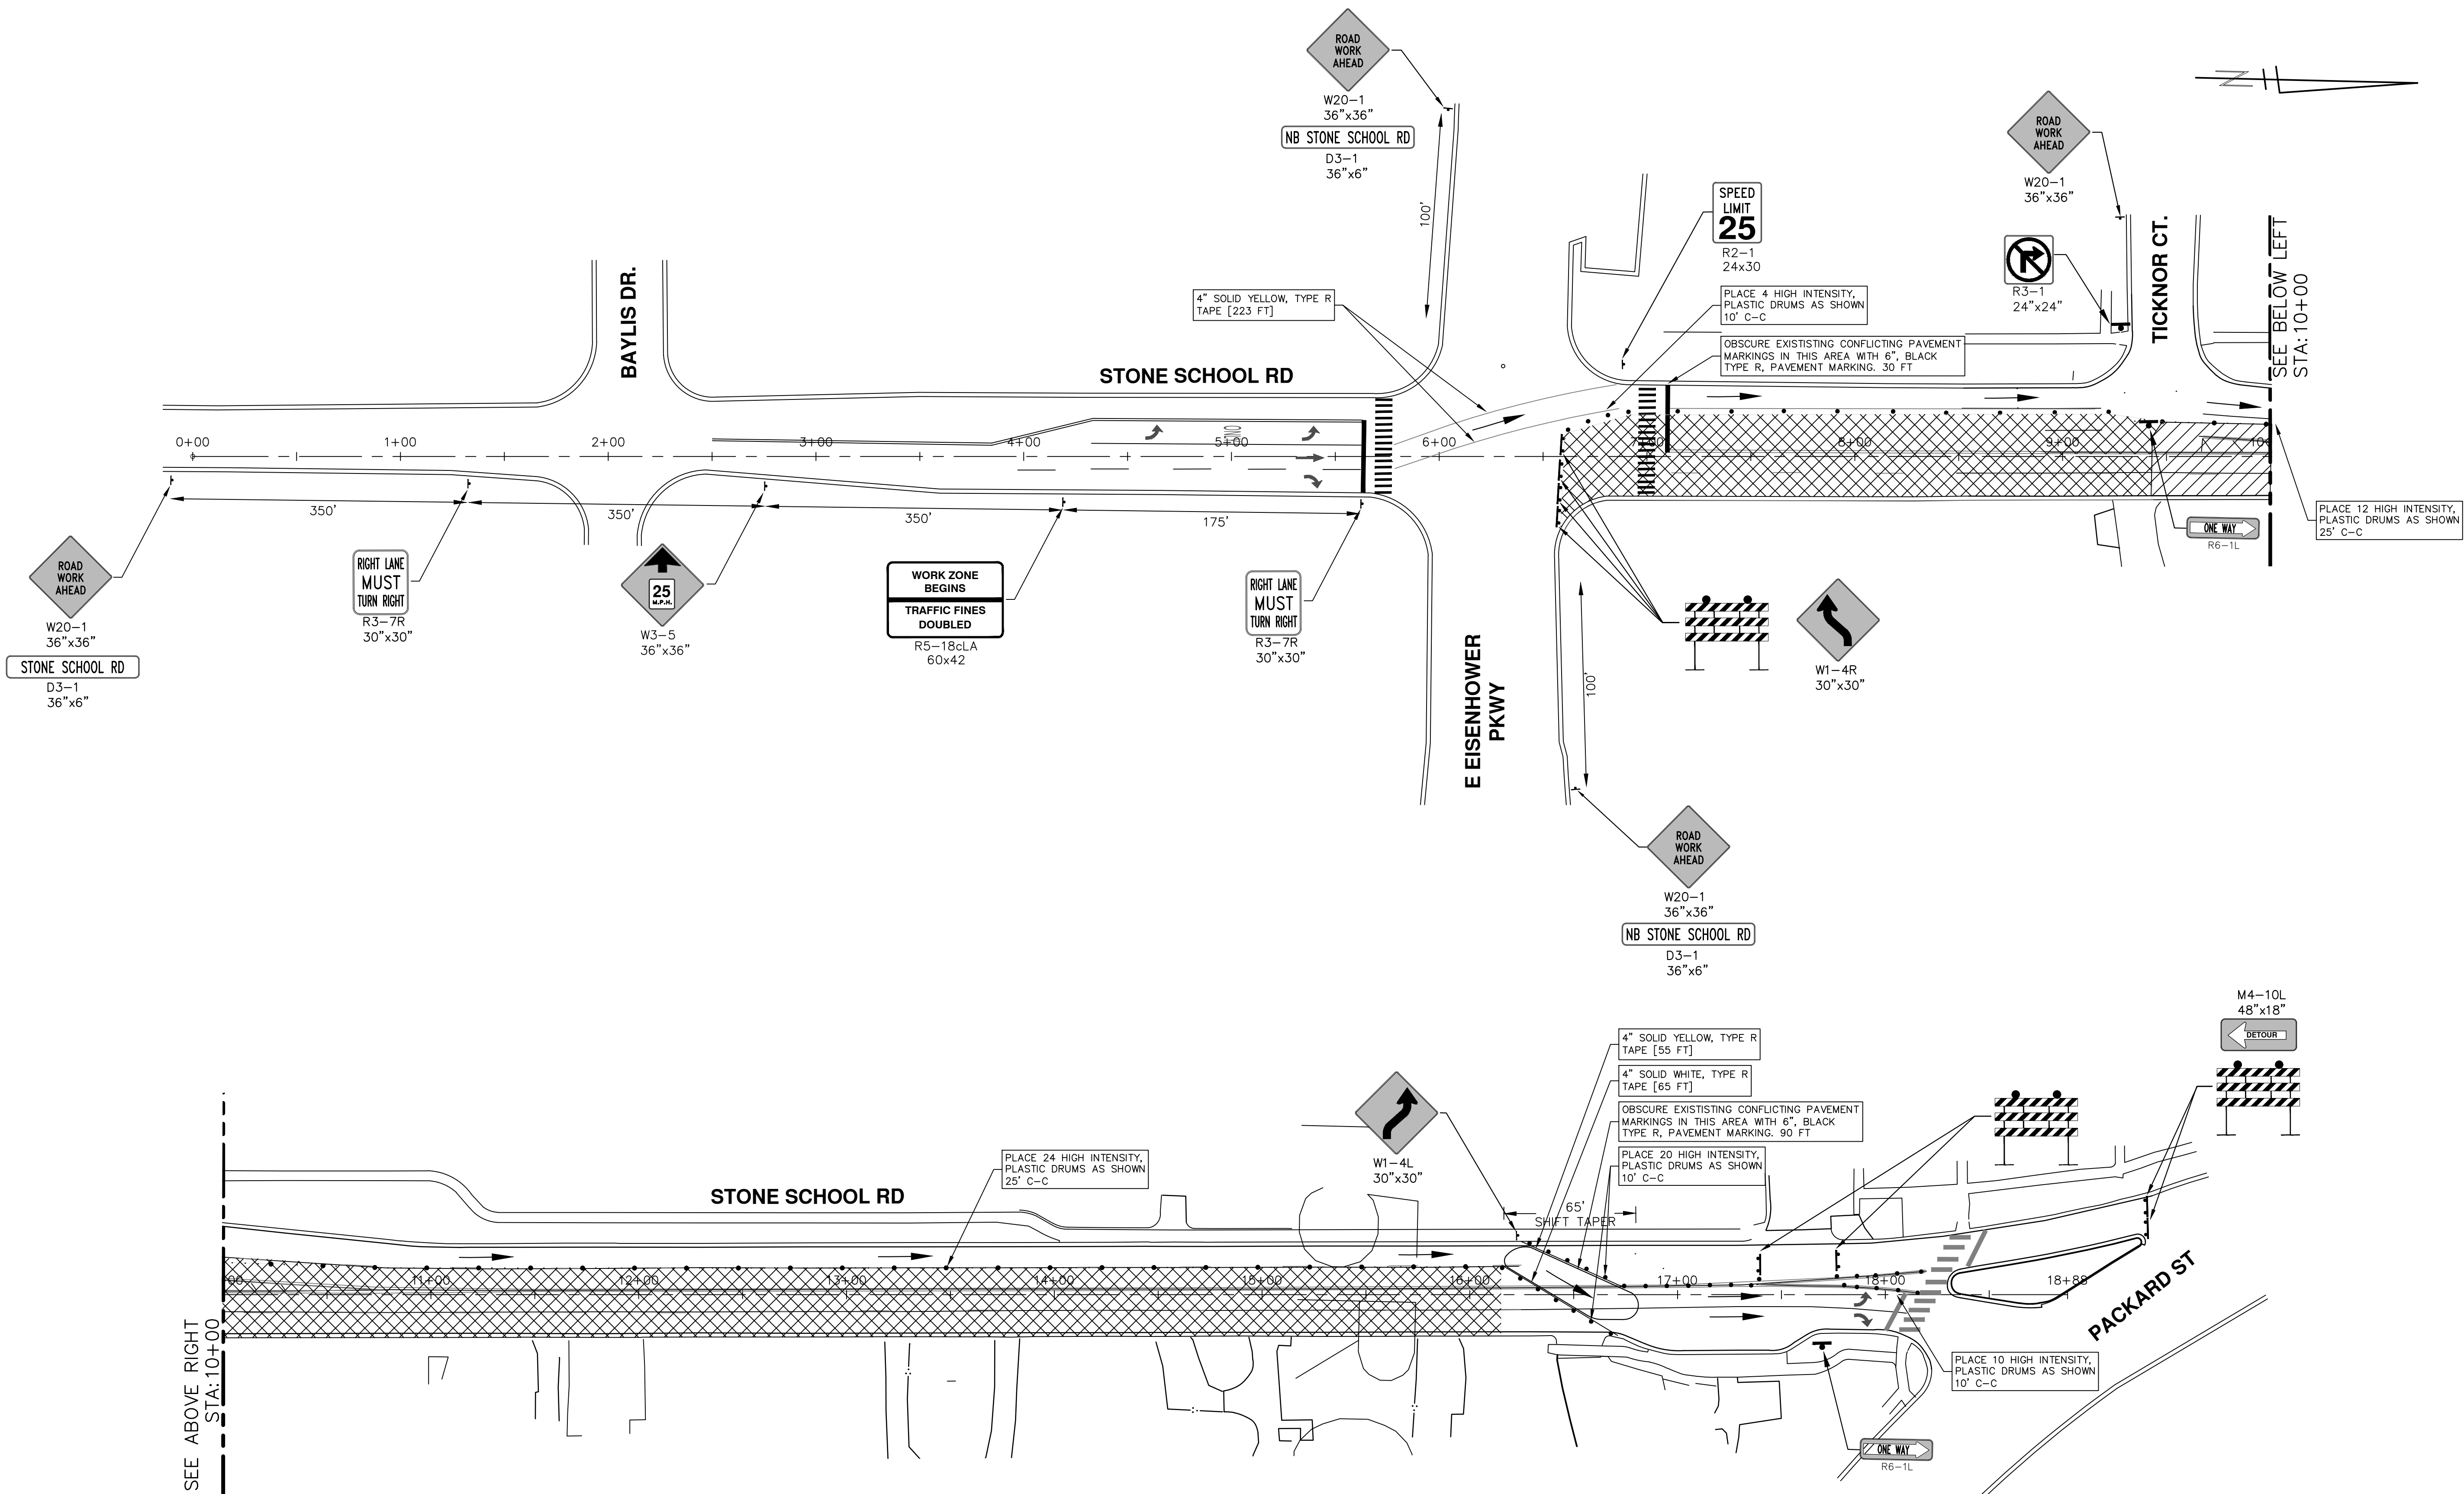 ROAD
WORK
AHEAD
W20-1
36"x36"
NB STONE SCHOOL RD
D3-1
36"x6"
100'
N
ROAD
WORK
AHEAD
W20-1
36"x36"
SPEED
LIMIT
25
R2-1
24x30
R3-1
24"x24"
TICKNOR CT.
SEE BELOW LEFT
STA:10+00
BAYLIS DR.
4" SOLID YELLOW, TYPE R
TAPE [223 FT]
PLACE 4 HIGH INTENSITY,
PLASTIC DRUMS AS SHOWN
10' C-C
OBSCURE EXISTISTING CONFLICTING PAVEMENT
MARKINGS IN THIS AREA WITH 6", BLACK
TYPE R, PAVEMENT MARKING. 30 FT
STONE SCHOOL RD
0+00
1+00
2+00
3+00
4+00
5+00
6+00
8+00
9+00
350'
350'
350'
175'
PLACE 12 HIGH INTENSITY,
PLASTIC DRUMS AS SHOWN
25' C-C
ONE WAY
R6-1L
ROAD
WORK
AHEAD
W20-1
36"x36"
STONE SCHOOL RD
D3-1
36"x6"
RIGHT LANE
MUST
TURN RIGHT
R3-7R
30"x30"
25
M.P.H.
W3-5
36"x36"
WORK ZONE
BEGINS
TRAFFIC FINES
DOUBLED
R5-18cLA
60x42
RIGHT LANE
MUST
TURN RIGHT
R3-7R
30"x30"
E EISENHOWER
PKWY
100'
W1-4R
30"x30"
ROAD
WORK
AHEAD
W20-1
36"x36"
NB STONE SCHOOL RD
D3-1
36"x6"
M4-10L
48"x18"
DETOUR
4" SOLID YELLOW, TYPE R
TAPE [55 FT]
4" SOLID WHITE, TYPE R
TAPE [65 FT]
OBSCURE EXISTISTING CONFLICTING PAVEMENT
MARKINGS IN THIS AREA WITH 6", BLACK
TYPE R, PAVEMENT MARKING. 90 FT
PLACE 20 HIGH INTENSITY,
PLASTIC DRUMS AS SHOWN
10' C-C
W1-4L
30"x30"
PLACE 24 HIGH INTENSITY,
PLASTIC DRUMS AS SHOWN
25' C-C
STONE SCHOOL RD
65'
SHIFT TAPER
11+00
12+00
13+00
14+00
15+00
16+00
17+00
18+00
18+88
PACKARD ST
SEE ABOVE RIGHT
STA:10+00
PLACE 10 HIGH INTENSITY,
PLASTIC DRUMS AS SHOWN
10' C-C
ONE WAY
R6-1L